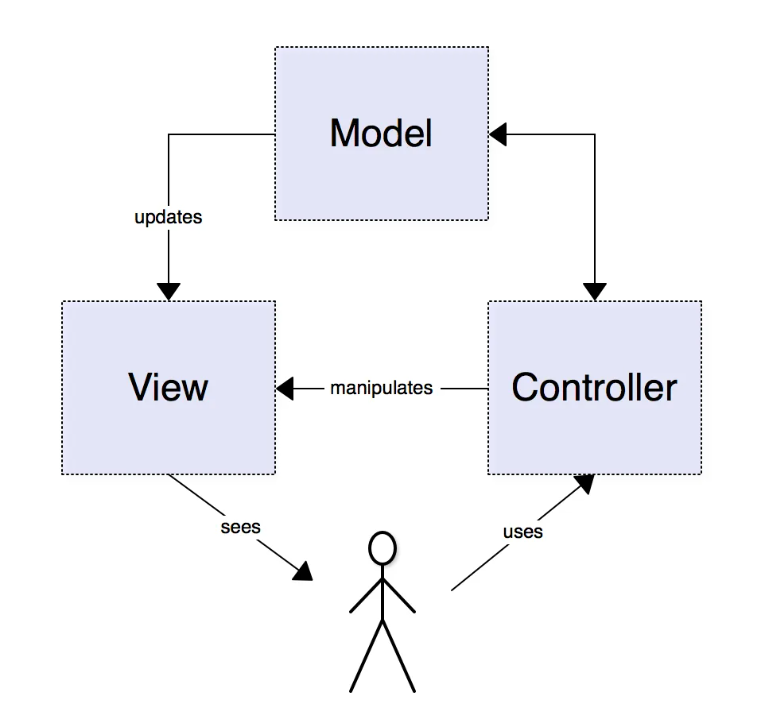 Model
updates
View
manipulates
Controller
sees
uses